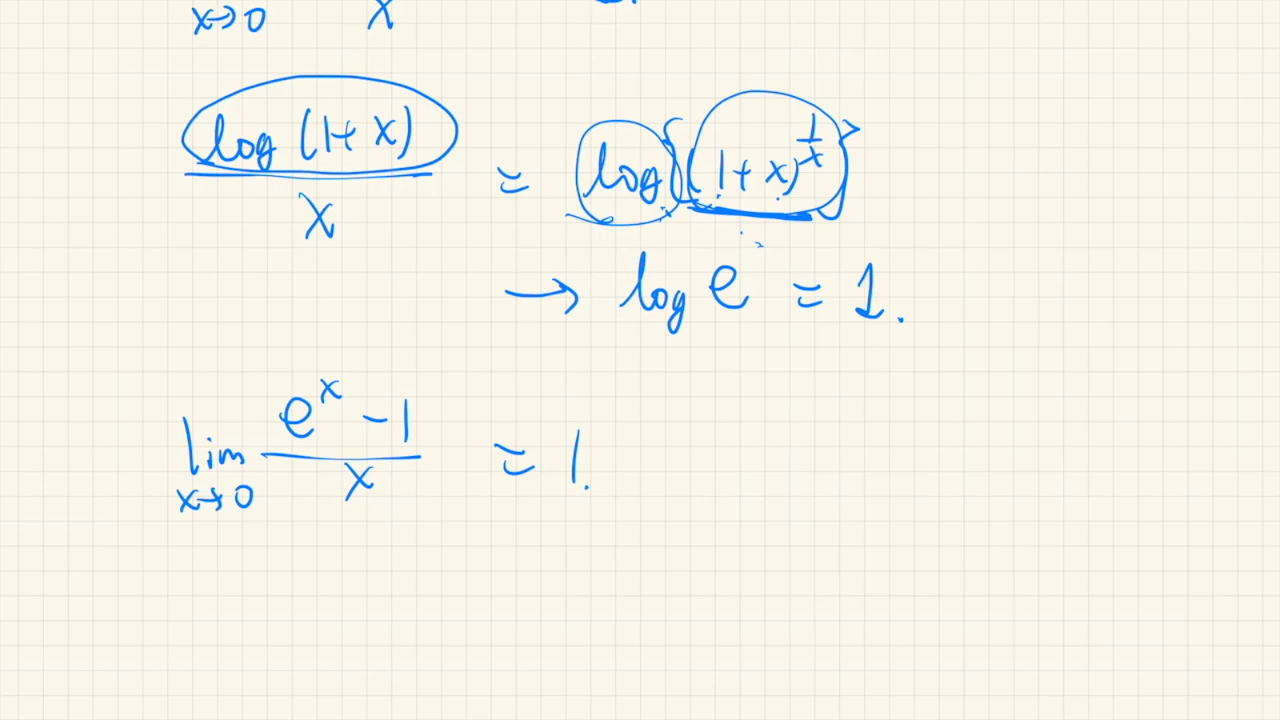 x→0 x
log (1+x) / x = log {(1+x)^{1/x}}
→ log e = 1.
lim x→0 e^x - 1 / x = 1.